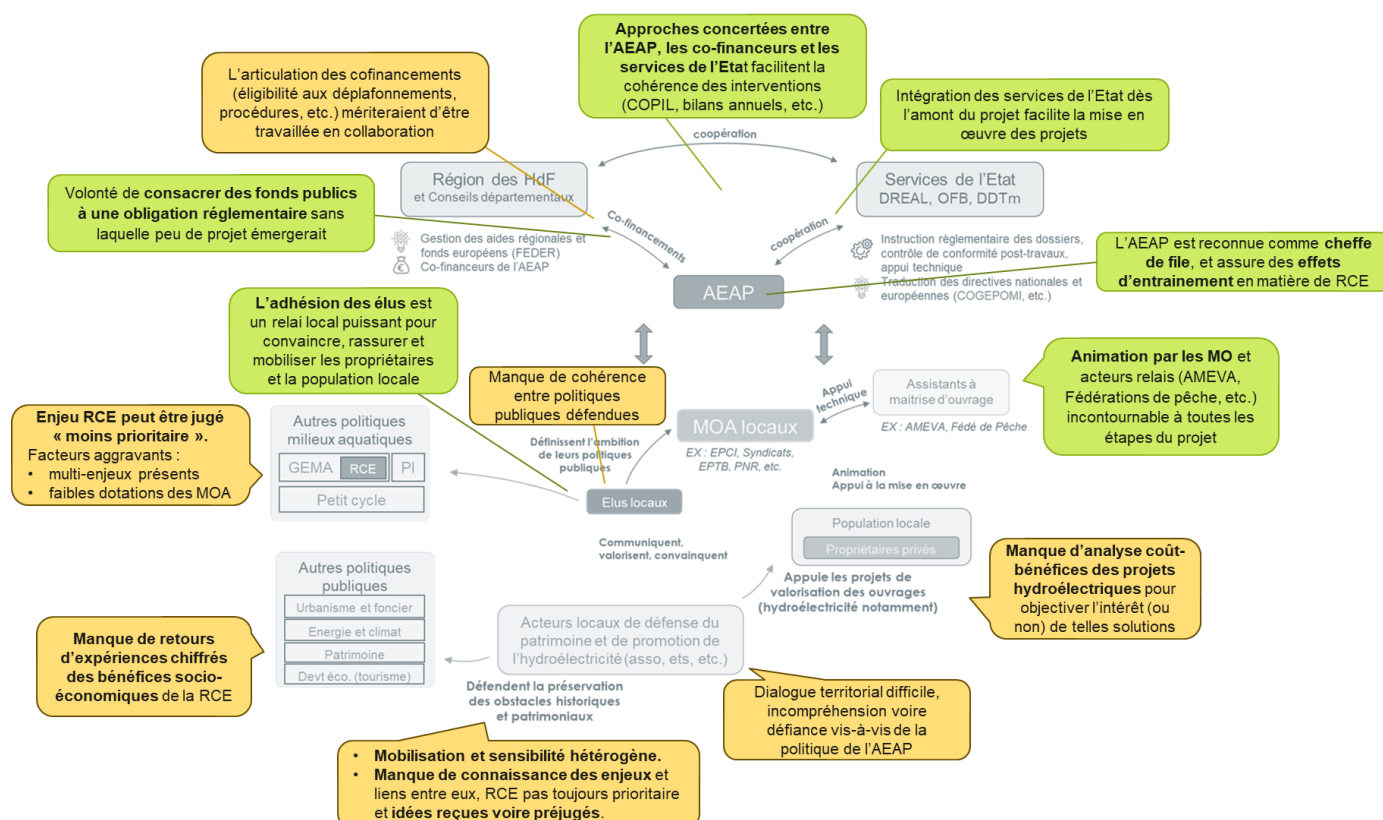 Approches concertées entre
l'AEAP, les co-financeurs et les
services de l'Etat facilitent la
cohérence des interventions
(COPIL, bilans annuels, etc.)
L'articulation des cofinancements
(éligibilité aux déplafonnements,
procédures, etc.) mériteraient d'être
travaillée en collaboration
Intégration des services de l'Etat dès
l'amont du projet facilite la mise en
œuvre des projets
coopération
Région des HdF
et Conseils départementaux
Services de l'Etat
DREAL, OFB, DDTm
Volonté de consacrer des fonds publics
à une obligation réglementaire sans
laquelle peu de projet émergerait
Co-financements
coopération
Gestion des aides régionales et
fonds européens (FEDER)
Co-financeurs de l'AEAP
Instruction règlementaire des dossiers,
contrôle de conformité post-travaux,
appui technique
Traduction des directives nationales et
européennes (COGEPOMI, etc.)
L'AEAP est reconnue comme cheffe
de file, et assure des effets
d'entrainement en matière de RCE
AEAP
L'adhésion des élus est
un relai local puissant pour
convaincre, rassurer et
mobiliser les propriétaires
et la population locale
Manque de cohérence
entre politiques
publiques défendues
Animation par les MO et
acteurs relais (AMEVA,
Fédérations de pêche, etc.)
incontournable à toutes les
étapes du projet
Appui
technique
Assistants à
maitrise d'ouvrage
EX : AMEVA, Fédé de Pêche
Enjeu RCE peut être jugé
« moins prioritaire ».
Facteurs aggravants :
• multi-enjeux présents
• faibles dotations des MOA
Autres politiques
milieux aquatiques
GEMA RCE PI
Petit cycle
Définissent l'ambition
de leurs politiques
publiques
MOA locaux
EX : EPCI, Syndicats,
EPTB, PNR, etc.
Animation
Appui à la mise en œuvre
Elus locaux
Communiquent,
valorisent, convainquent
Population locale
Propriétaires privés
Appuie les projets de
valorisation des ouvrages
(hydroélectricité notamment)
Manque d'analyse coût-
bénéfices des projets
hydroélectriques pour
objectiver l'intérêt (ou
non) de telles solutions
Autres politiques
publiques
Urbanisme et foncier
Energie et climat
Patrimoine
Devt éco. (tourisme)
Manque de retours
d'expériences chiffrés
des bénéfices socio-
économiques de la RCE
Acteurs locaux de défense du
patrimoine et de promotion de
l'hydroélectricité (asso, ets, etc.)
Défendent la préservation
des obstacles historiques
et patrimoniaux
Dialogue territorial difficile,
incompréhension voire
défiance vis-à-vis de la
politique de l'AEAP
• Mobilisation et sensibilité hétérogène.
• Manque de connaissance des enjeux et
liens entre eux, RCE pas toujours prioritaire
et idées reçues voire préjugés.